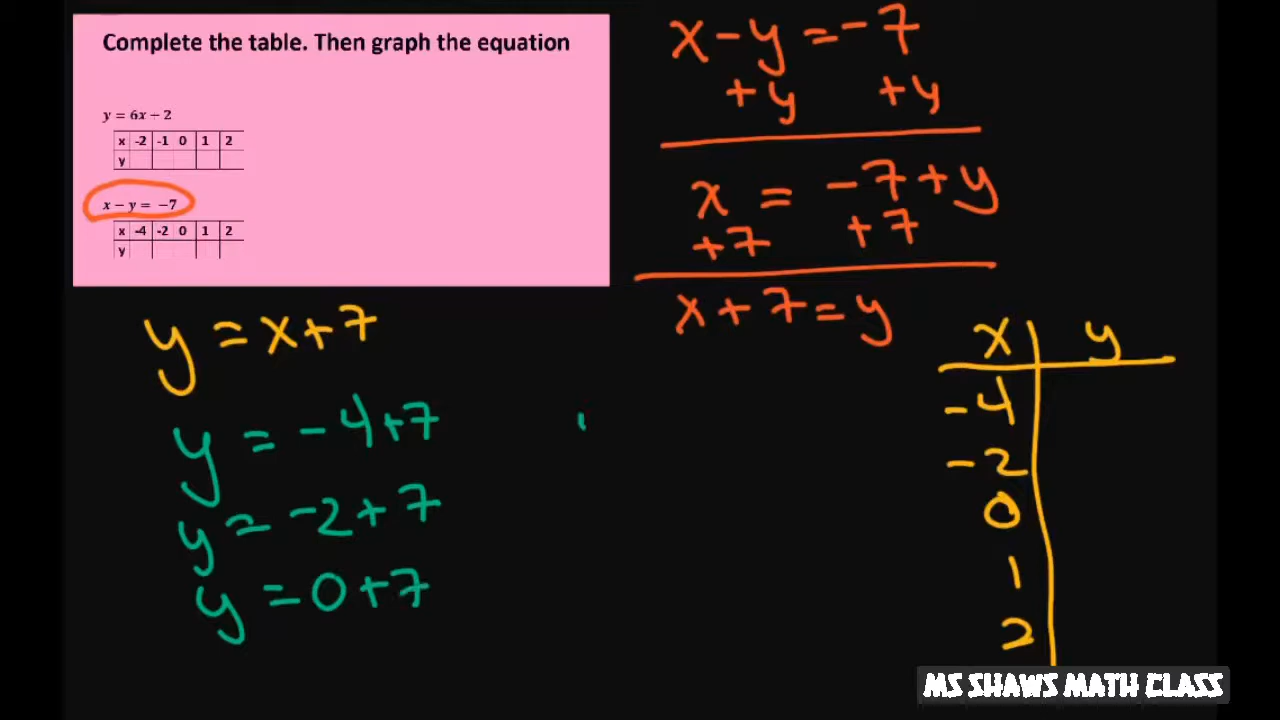 Complete the table. Then graph the equation
y = 6x − 2
x -2 -1 0 1 2
y
x − y = −7
x -4 -2 0 1 2
y
x - y = -7
+y +y
x = -7 + y
+7 +7
x + 7 = y
y = x + 7
y = -4 + 7
y = -2 + 7
y = 0 + 7
x y
-4
-2
0
1
2
MS SHAWS MATH CLASS